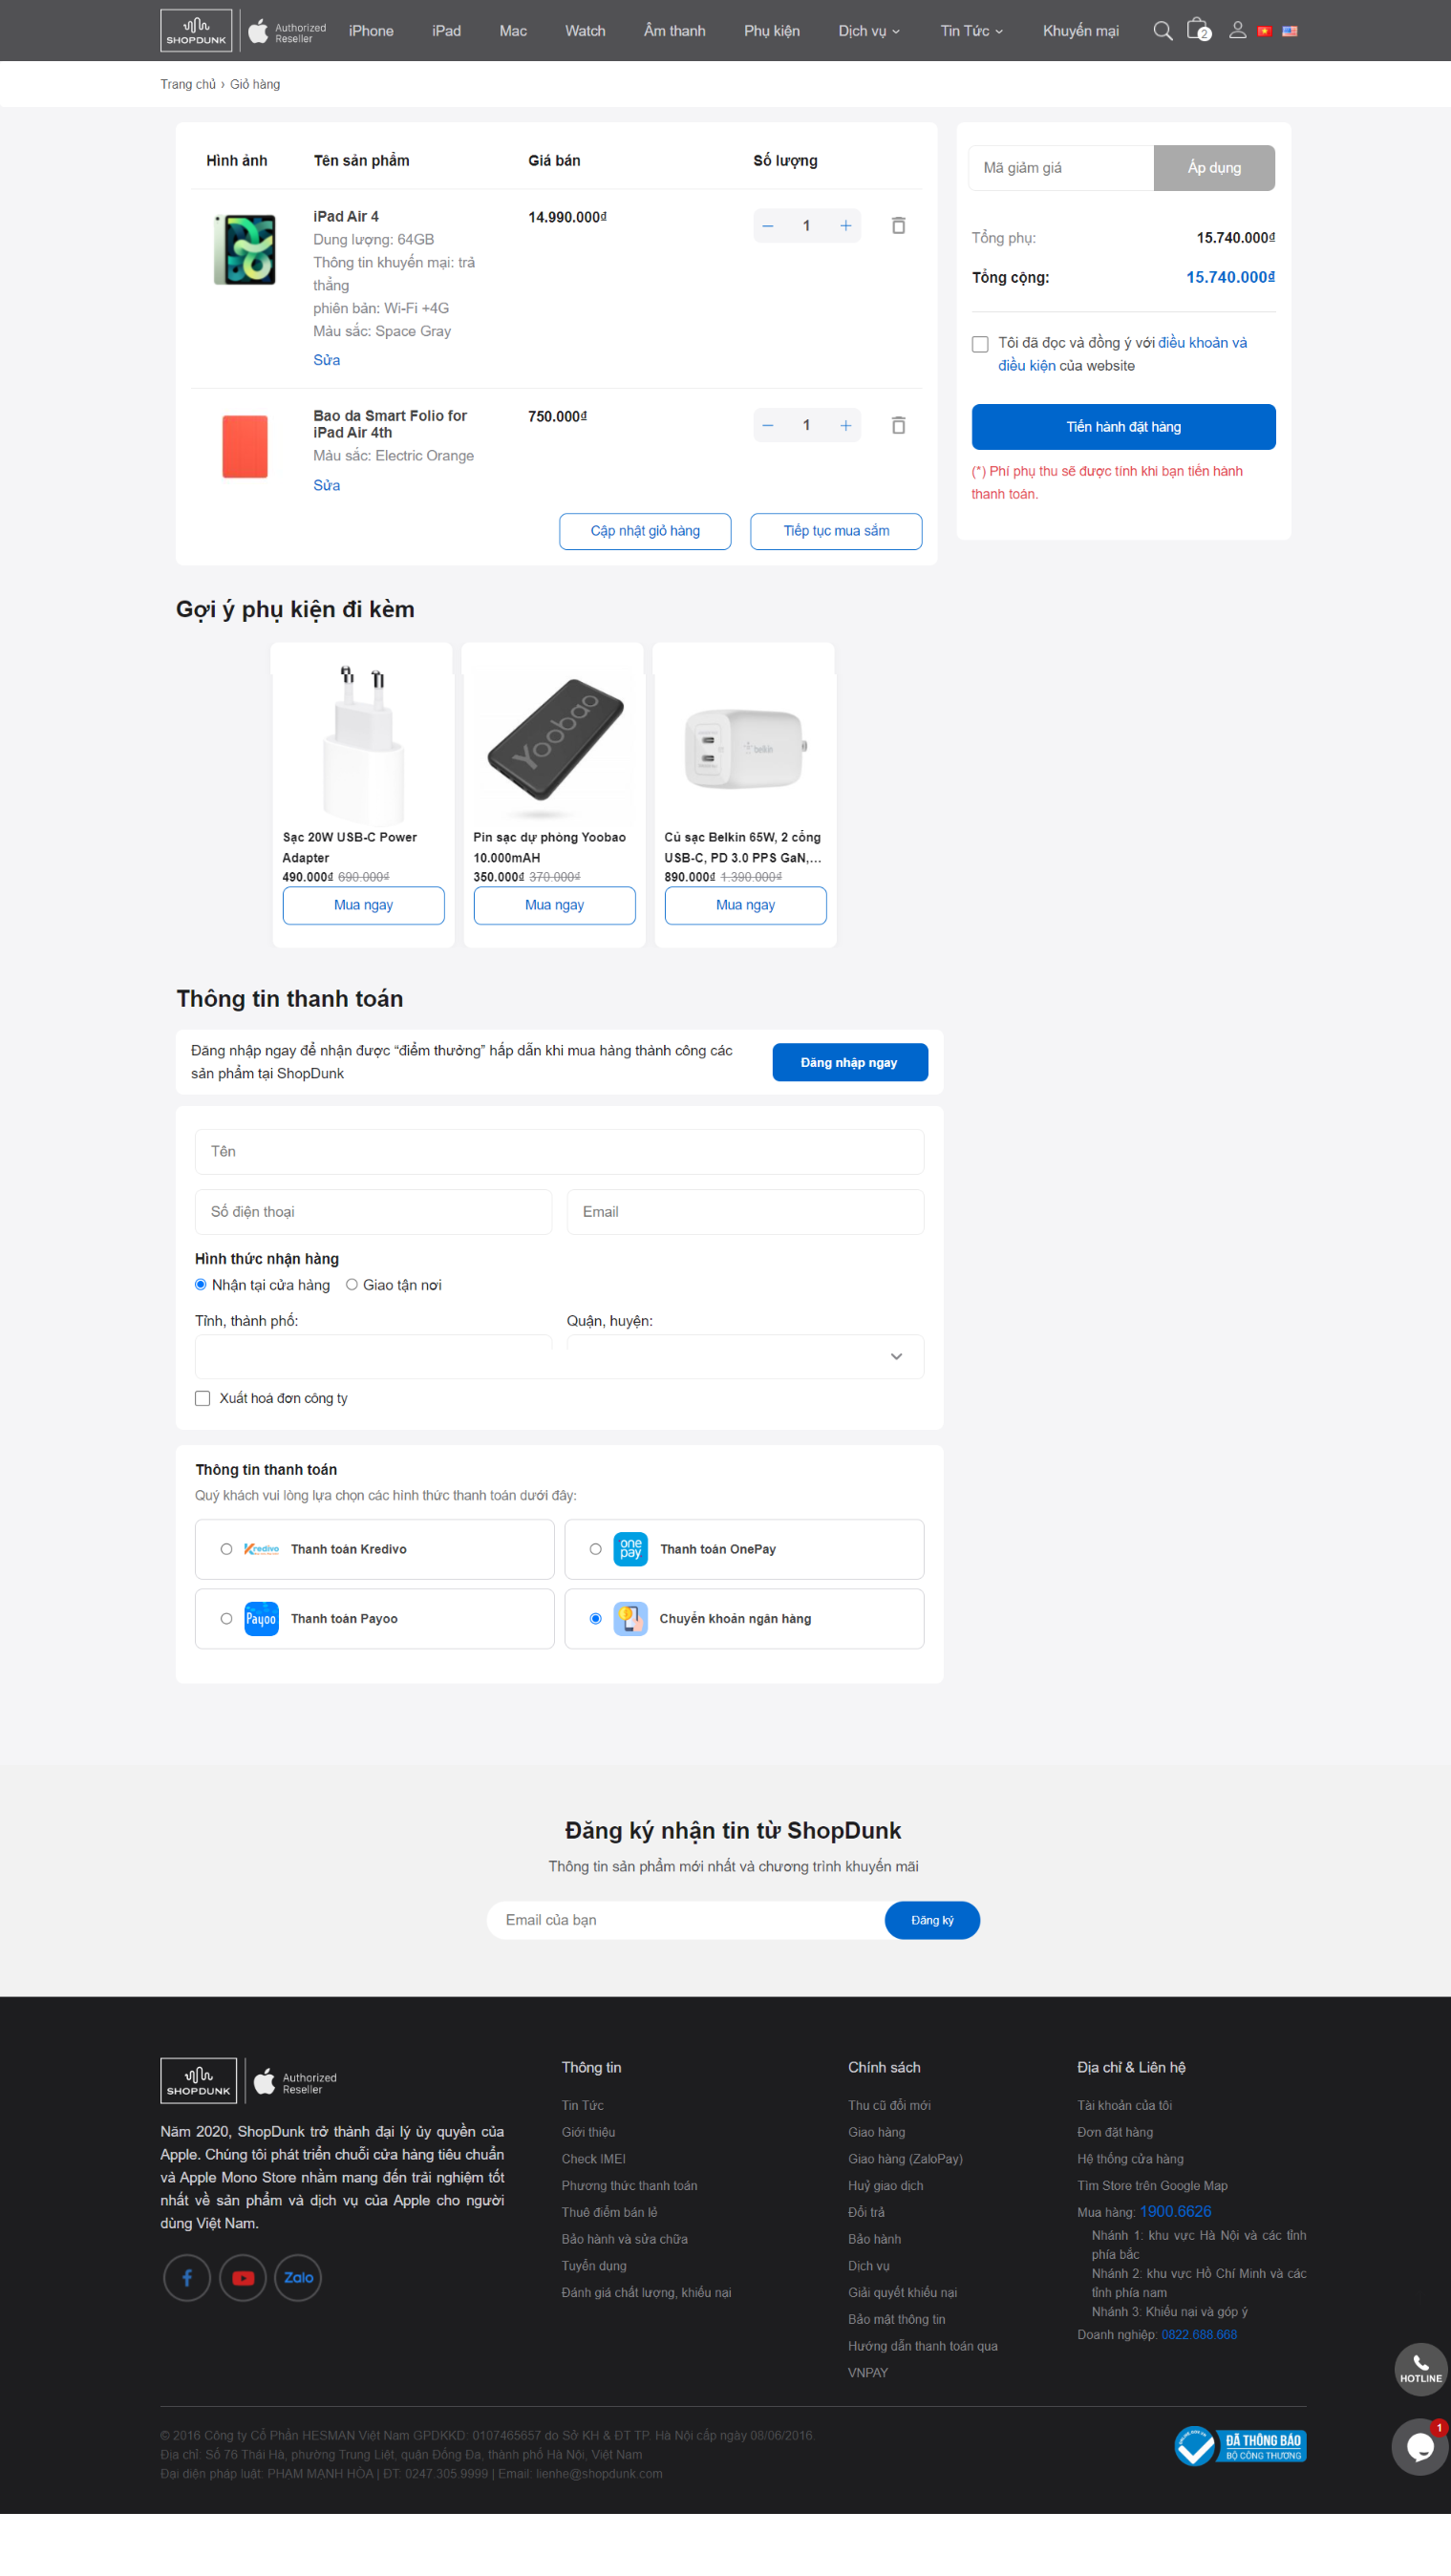 SHOPDUNK
Authorized
Reseller
iPhone
iPad
Mac
Watch
Âm thanh
Phụ kiện
Dịch vụ
Tin Tức
Khuyến mại
2
Trang chủ › Giỏ hàng
Hình ảnh
Tên sản phẩm
Giá bán
Số lượng
iPad Air 4
Dung lượng: 64GB
Thông tin khuyến mại: trả
thẳng
phiên bản: Wi-Fi +4G
Màu sắc: Space Gray
Sửa
14.990.000₫
1
Bao da Smart Folio for
iPad Air 4th
Màu sắc: Electric Orange
Sửa
750.000₫
1
Cập nhật giỏ hàng
Tiếp tục mua sắm
Mã giảm giá
Áp dụng
Tổng phụ:
15.740.000₫
Tổng cộng:
15.740.000₫
Tôi đã đọc và đồng ý với điều khoản và
điều kiện của website
Tiến hành đặt hàng
(*) Phí phụ thu sẽ được tính khi bạn tiến hành
thanh toán.
Gợi ý phụ kiện đi kèm
Yoobao
belkin
Sạc 20W USB-C Power
Adapter
490.000₫ 690.000₫
Mua ngay
Pin sạc dự phòng Yoobao
10.000mAH
350.000₫ 370.000₫
Mua ngay
Củ sạc Belkin 65W, 2 cổng
USB-C, PD 3.0 PPS GaN,...
890.000₫ 1.390.000₫
Mua ngay
Thông tin thanh toán
Đăng nhập ngay để nhận được “điểm thưởng” hấp dẫn khi mua hàng thành công các
sản phẩm tại ShopDunk
Đăng nhập ngay
Tên
Số điện thoại
Email
Hình thức nhận hàng
Nhận tại cửa hàng
Giao tận nơi
Tỉnh, thành phố:
Quận, huyện:
Xuất hoá đơn công ty
Thông tin thanh toán
Quý khách vui lòng lựa chọn các hình thức thanh toán dưới đây:
Kredivo
Thanh toán Kredivo
one
pay
Thanh toán OnePay
Payoo
Thanh toán Payoo
Chuyển khoản ngân hàng
Đăng ký nhận tin từ ShopDunk
Thông tin sản phẩm mới nhất và chương trình khuyến mãi
Email của bạn
Đăng ký
SHOPDUNK
Authorized
Reseller
Năm 2020, ShopDunk trở thành đại lý ủy quyền của
Apple. Chúng tôi phát triển chuỗi cửa hàng tiêu chuẩn
và Apple Mono Store nhằm mang đến trải nghiệm tốt
nhất về sản phẩm và dịch vụ của Apple cho người
dùng Việt Nam.
Zalo
Thông tin
Tin Tức
Giới thiệu
Check IMEI
Phương thức thanh toán
Thuê điểm bán lẻ
Bảo hành và sửa chữa
Tuyển dụng
Đánh giá chất lượng, khiếu nại
Chính sách
Thu cũ đổi mới
Giao hàng
Giao hàng (ZaloPay)
Huỷ giao dịch
Đổi trả
Bảo hành
Dịch vụ
Giải quyết khiếu nại
Bảo mật thông tin
Hướng dẫn thanh toán qua
VNPAY
Địa chỉ & Liên hệ
Tài khoản của tôi
Đơn đặt hàng
Hệ thống cửa hàng
Tìm Store trên Google Map
Mua hàng: 1900.6626
Nhánh 1: khu vực Hà Nội và các tỉnh
phía bắc
Nhánh 2: khu vực Hồ Chí Minh và các
tỉnh phía nam
Nhánh 3: Khiếu nại và góp ý
Doanh nghiệp: 0822.688.668
HOTLINE
1
© 2016 Công ty Cổ Phần HESMAN Việt Nam GPDKKD: 0107465657 do Sở KH & ĐT TP. Hà Nội cấp ngày 08/06/2016.
Địa chỉ: Số 76 Thái Hà, phường Trung Liệt, quận Đống Đa, thành phố Hà Nội, Việt Nam
Đại diện pháp luật: PHẠM MẠNH HÒA | ĐT: 0247.305.9999 | Email: lienhe@shopdunk.com
ĐÃ THÔNG BÁO
BỘ CÔNG THƯƠNG